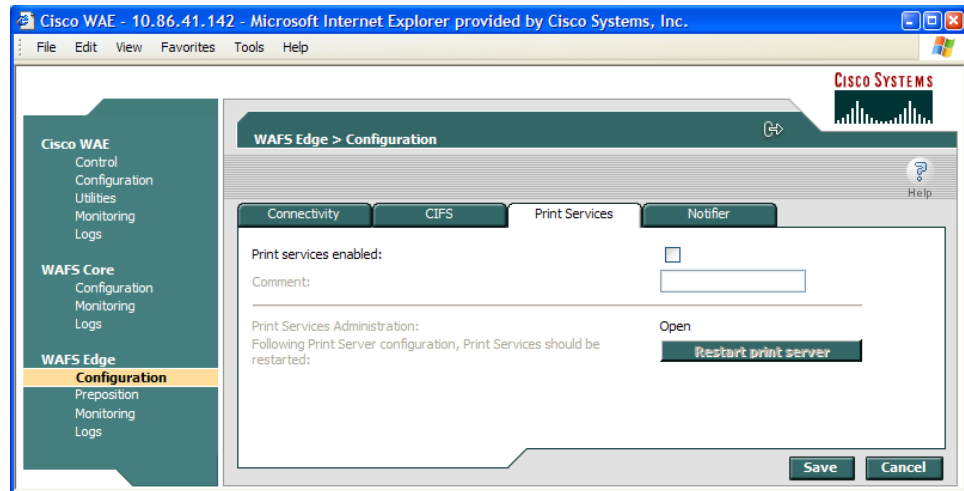 Cisco WAE - 10.86.41.142 - Microsoft Internet Explorer provided by Cisco Systems, Inc.
File Edit View Favorites Tools Help
CISCO SYSTEMS
Cisco WAE
Control
Configuration
Utilities
Monitoring
Logs
WAFS Core
Configuration
Monitoring
Logs
WAFS Edge
Configuration
Preposition
Monitoring
Logs
WAFS Edge > Configuration
Help
Connectivity CIFS Print Services Notifier
Print services enabled:
Comment:
Print Services Administration: Open
Following Print Server configuration, Print Services should be
restarted:
Restart print server
Save Cancel